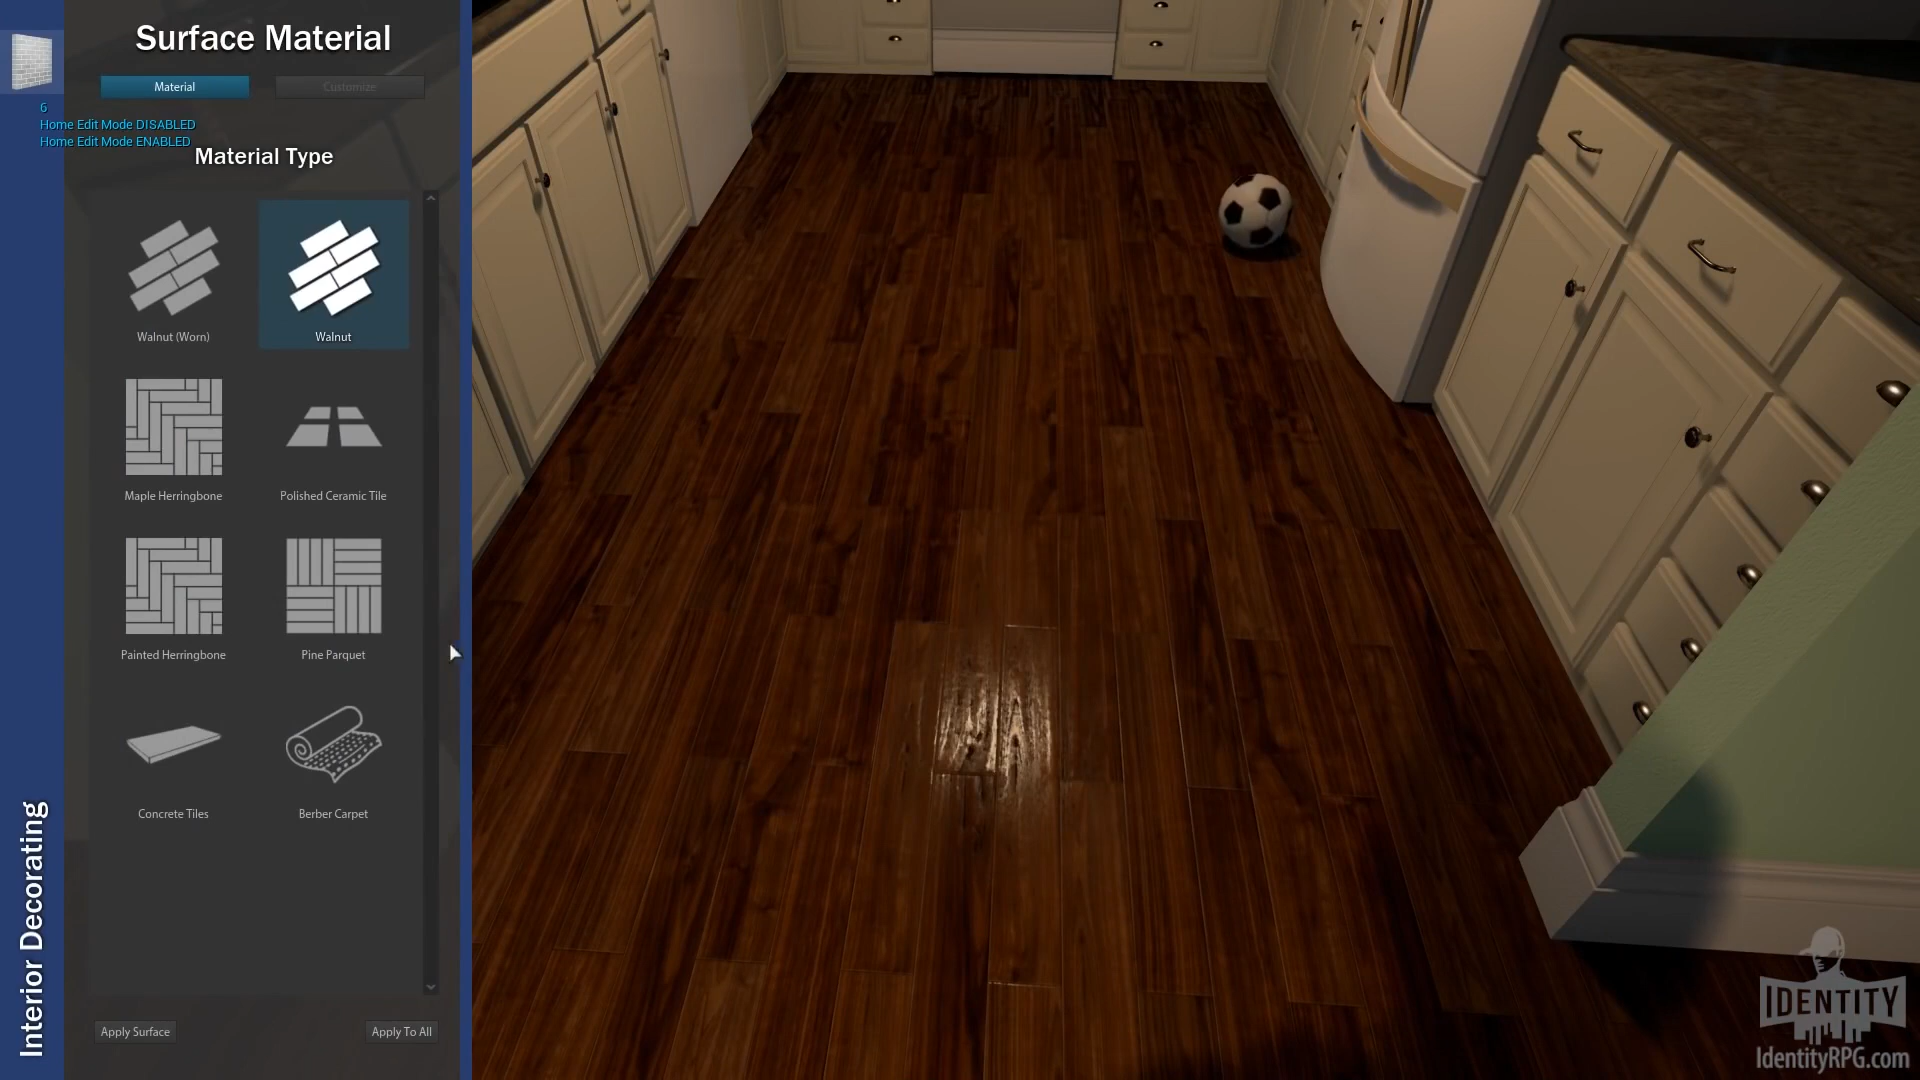 Surface Material
Material
Customize
G
Home Edit Mode DISABLED
Home Edit Mode ENABLED
Material Type
Walnut (Worn)
Walnut
Maple Herringbone
Polished Ceramic Tile
Painted Herringbone
Pine Parquet
Concrete Tiles
Berber Carpet
Apply Surface
Apply To All
Interior Decorating
IDENTITY
IdentityRPG.com